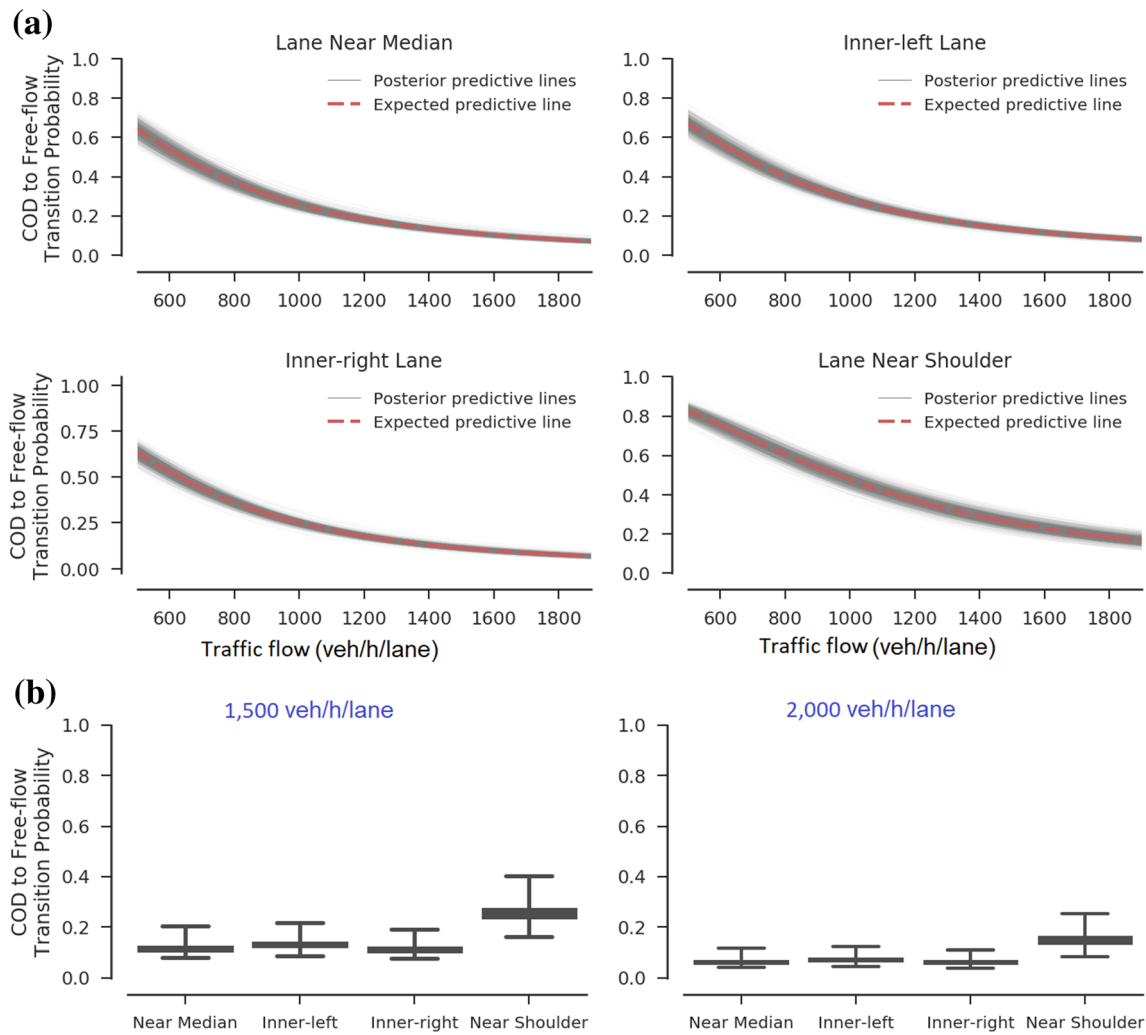 (a)
Lane Near Median
COD to Free-flow
Transition Probability
1.0
0.8
0.6
0.4
0.2
0.0
Posterior predictive lines
Expected predictive line
600 800 1000 1200 1400 1600 1800
Inner-left Lane
1.0
0.8
0.6
0.4
0.2
0.0
Posterior predictive lines
Expected predictive line
600 800 1000 1200 1400 1600 1800
Inner-right Lane
COD to Free-flow
Transition Probability
1.00
0.75
0.50
0.25
0.00
Posterior predictive lines
Expected predictive line
600 800 1000 1200 1400 1600 1800
Traffic flow (veh/h/lane)
Lane Near Shoulder
1.0
0.8
0.6
0.4
0.2
0.0
Posterior predictive lines
Expected predictive line
600 800 1000 1200 1400 1600 1800
Traffic flow (veh/h/lane)
(b)
1,500 veh/h/lane
COD to Free-flow
Transition Probability
1.0
0.8
0.6
0.4
0.2
0.0
Near Median Inner-left Inner-right Near Shoulder
2,000 veh/h/lane
1.0
0.8
0.6
0.4
0.2
0.0
Near Median Inner-left Inner-right Near Shoulder